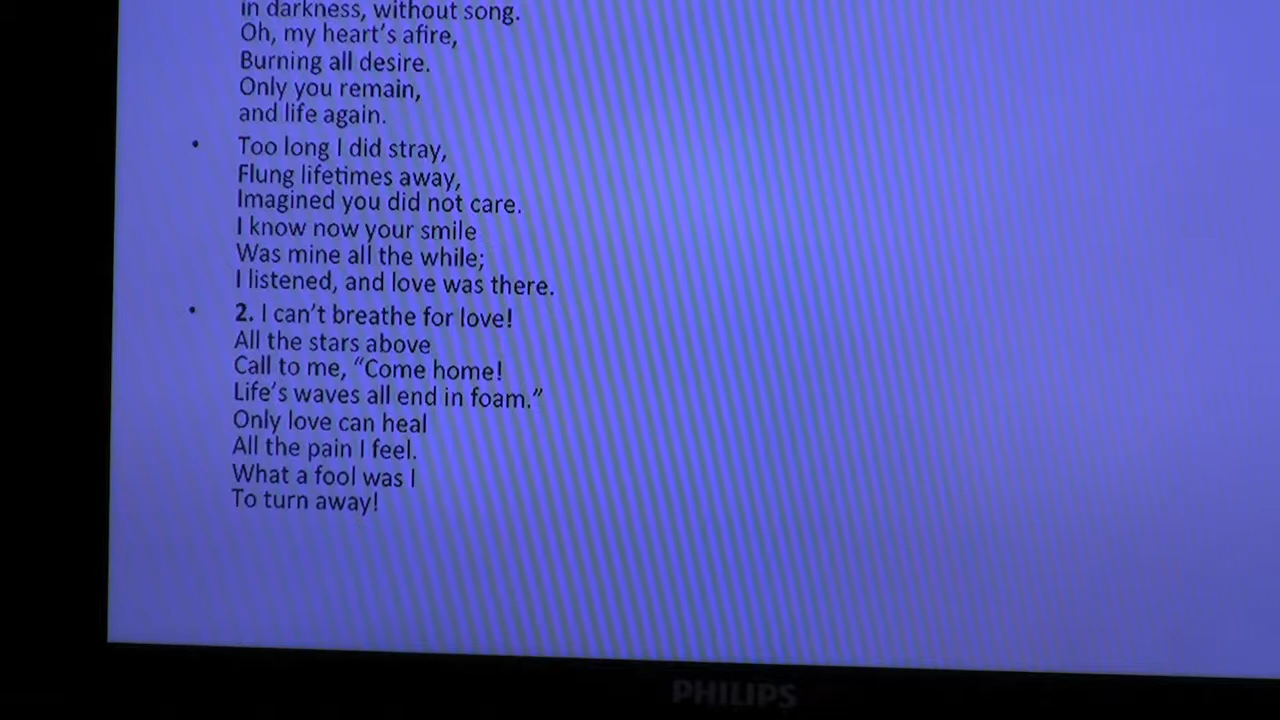 in darkness, without song.
Oh, my heart's afire,
Burning all desire.
Only you remain,
and life again.
• Too long I did stray,
Flung lifetimes away,
Imagined you did not care.
I know now your smile
Was mine all the while;
I listened, and love was there.
• 2. I can't breathe for love!
All the stars above
Call to me, “Come home!
Life's waves all end in foam.”
Only love can heal
All the pain I feel.
What a fool was I
To turn away!
PHILIPS